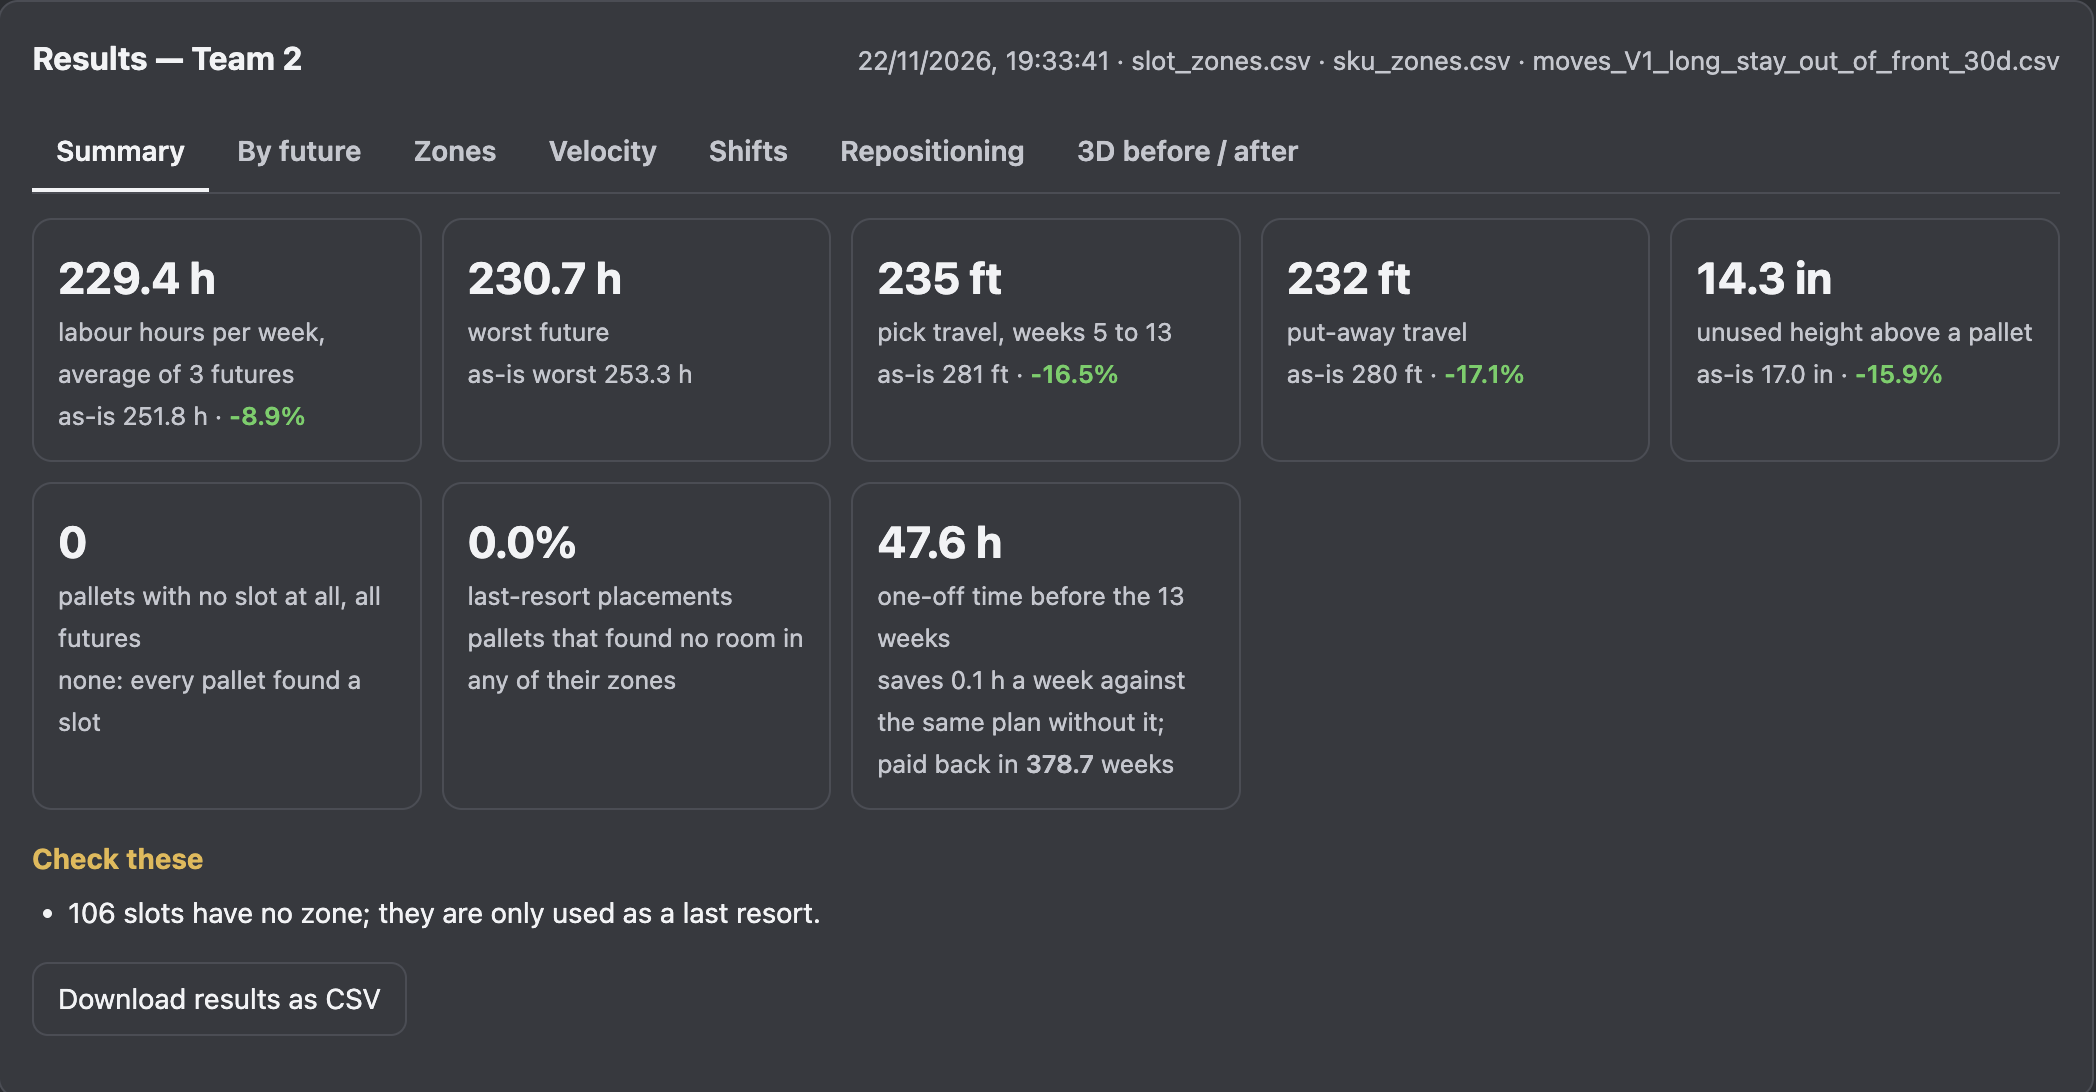 Results — Team 2
22/11/2026, 19:33:41 · slot_zones.csv · sku_zones.csv · moves_V1_long_stay_out_of_front_30d.csv
Summary
By future
Zones
Velocity
Shifts
Repositioning
3D before / after
229.4 h
labour hours per week,
average of 3 futures
as-is 251.8 h · -8.9%
230.7 h
worst future
as-is worst 253.3 h
235 ft
pick travel, weeks 5 to 13
as-is 281 ft · -16.5%
232 ft
put-away travel
as-is 280 ft · -17.1%
14.3 in
unused height above a pallet
as-is 17.0 in · -15.9%
0
pallets with no slot at all, all
futures
none: every pallet found a
slot
0.0%
last-resort placements
pallets that found no room in
any of their zones
47.6 h
one-off time before the 13
weeks
saves 0.1 h a week against
the same plan without it;
paid back in 378.7 weeks
Check these
• 106 slots have no zone; they are only used as a last resort.
Download results as CSV